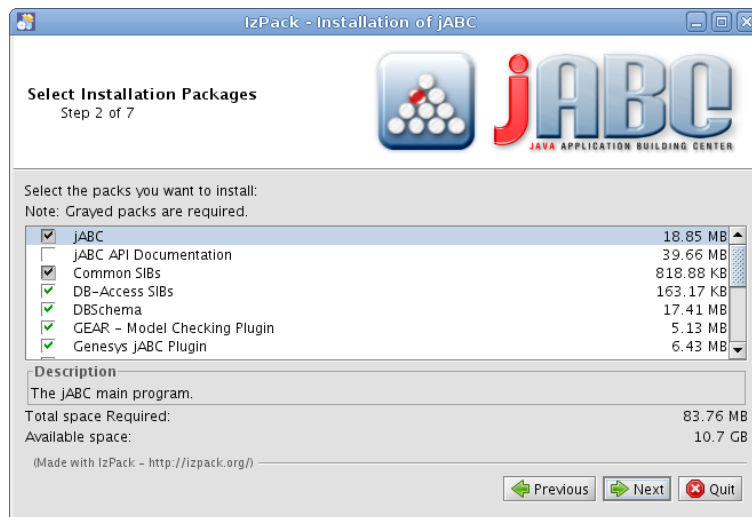 IzPack - Installation of jABC
Select Installation Packages
Step 2 of 7
jABC
JAVA APPLICATION BUILDING CENTER
Select the packs you want to install:
Note: Grayed packs are required.
jABC 18.85 MB
jABC API Documentation 39.66 MB
Common SIBs 818.88 KB
DB-Access SIBs 163.17 KB
DBSchema 17.41 MB
GEAR - Model Checking Plugin 5.13 MB
Genesys jABC Plugin 6.43 MB
Description
The jABC main program.
Total space Required: 83.76 MB
Available space: 10.7 GB
(Made with IzPack - http://izpack.org/)
Previous Next Quit